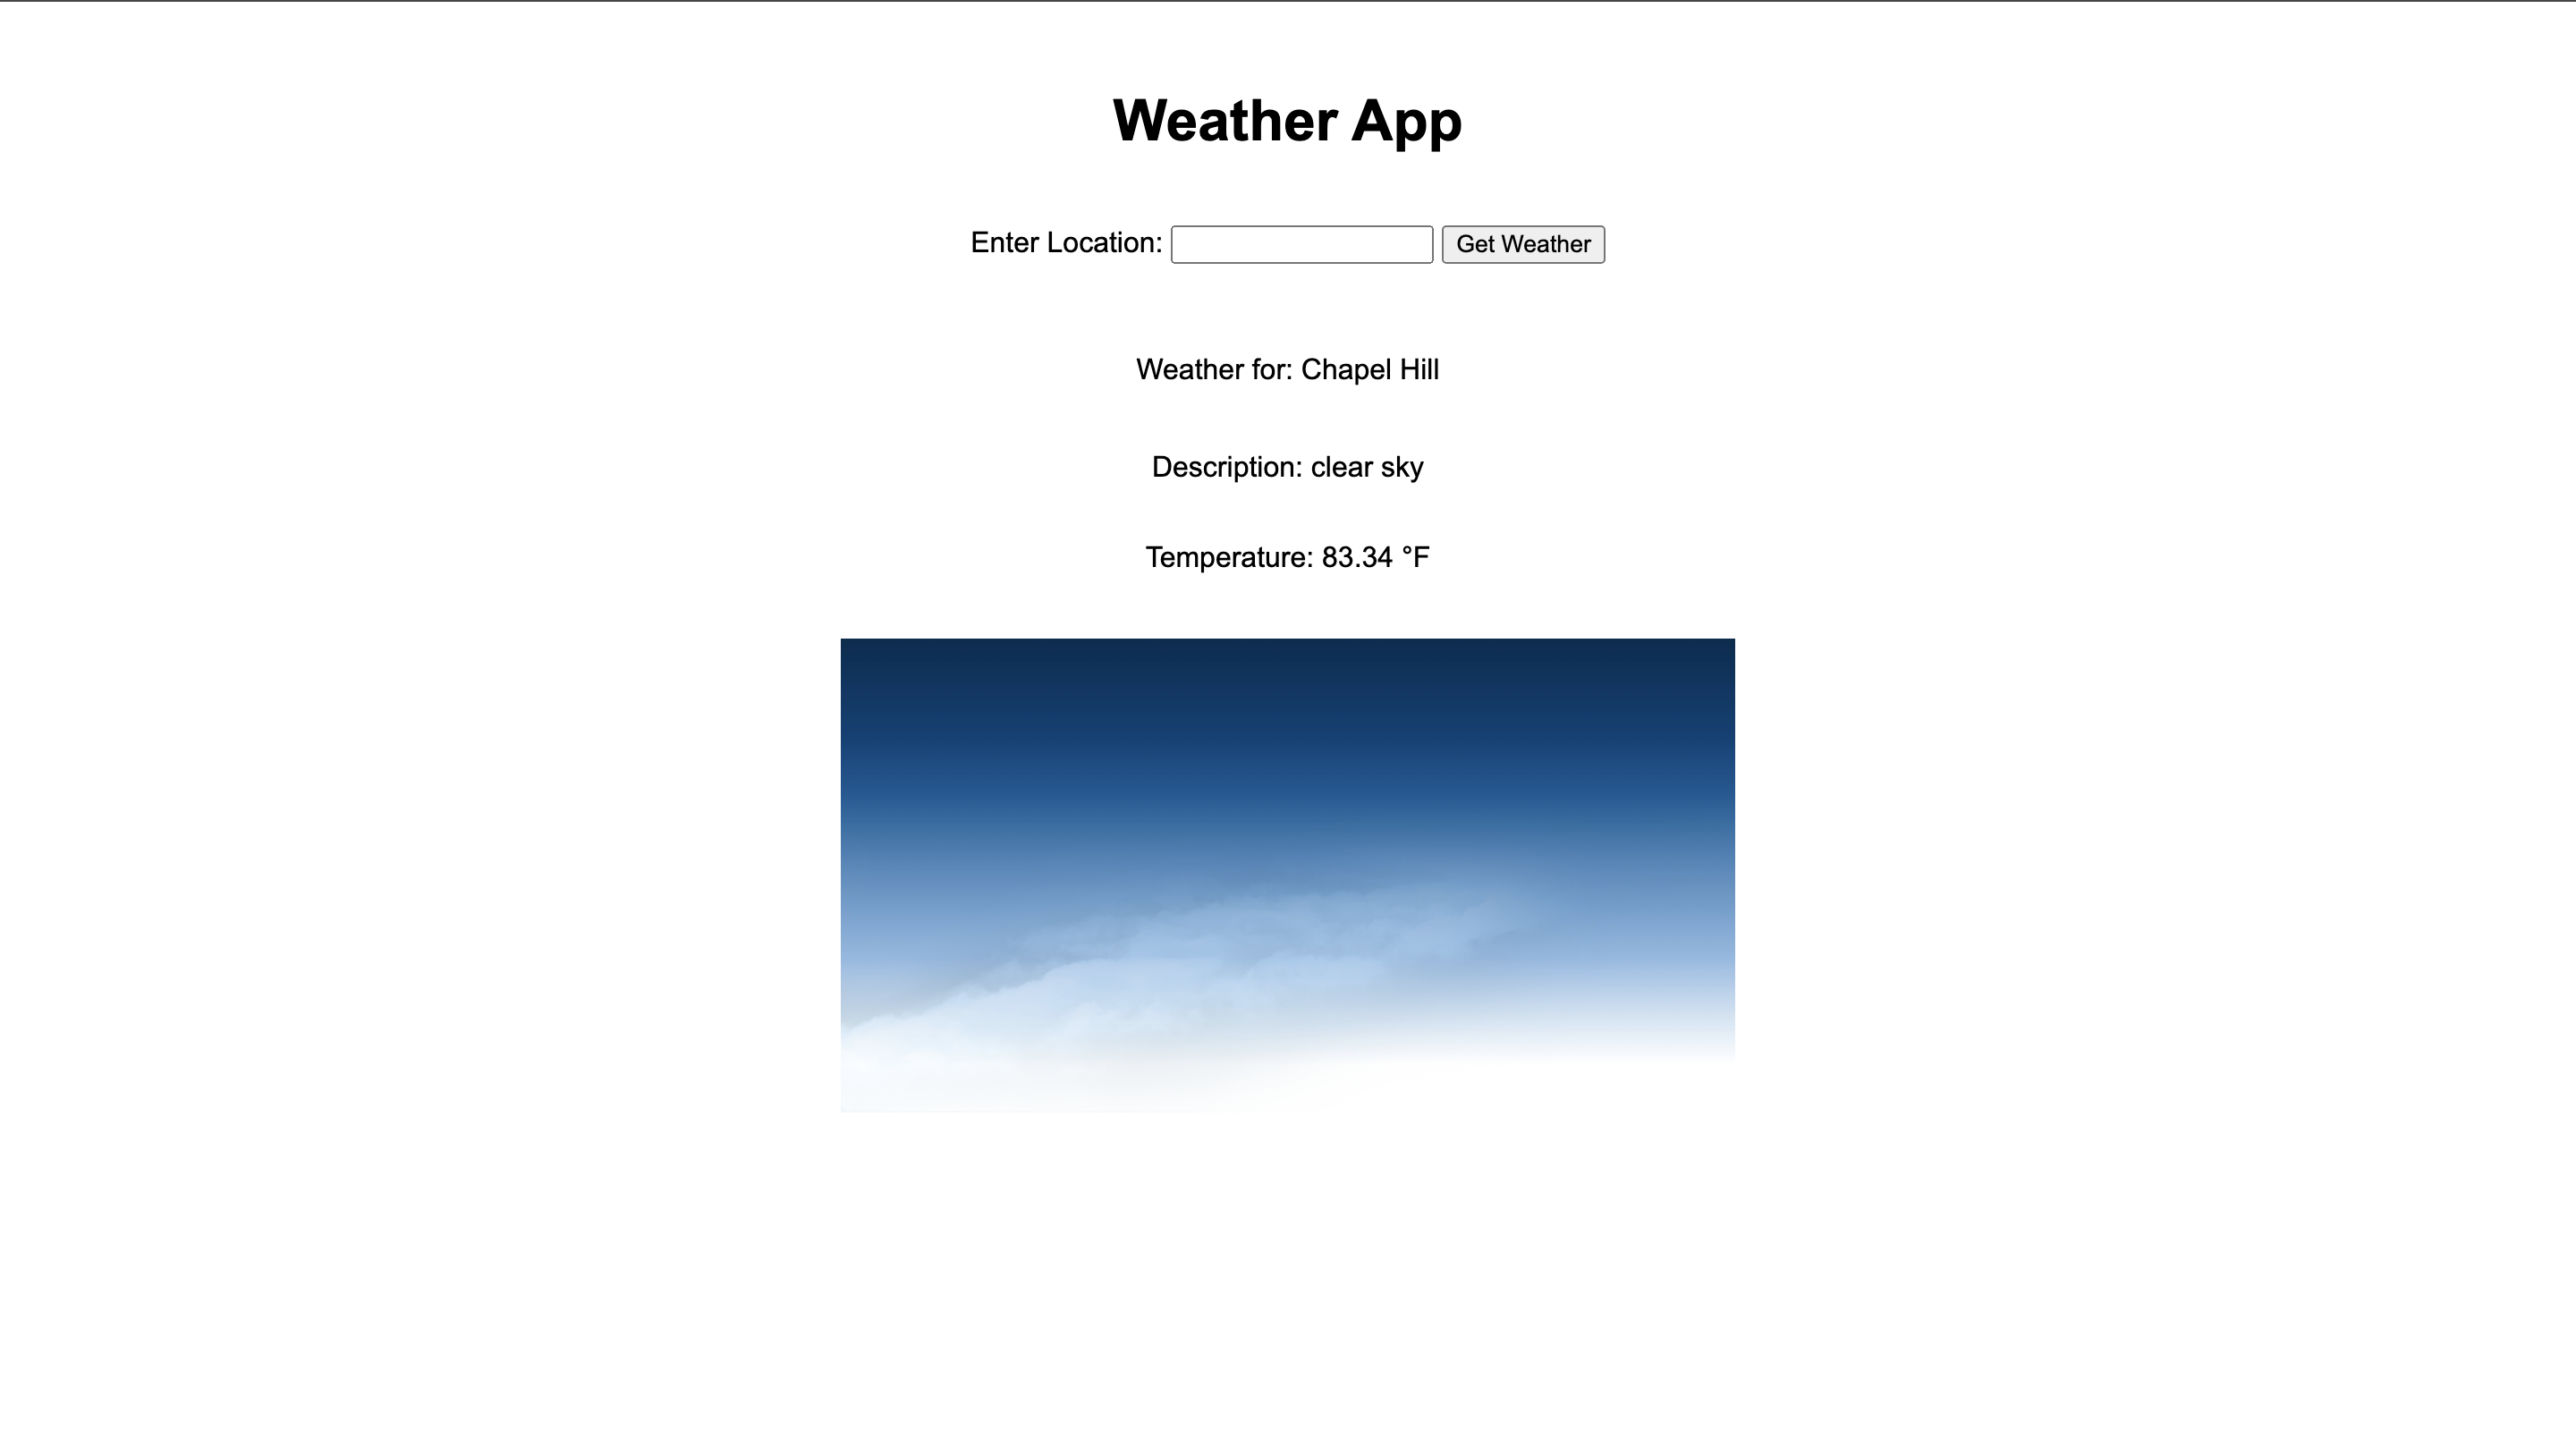 Weather App
Enter Location: Get Weather
Weather for: Chapel Hill
Description: clear sky
Temperature: 83.34 °F